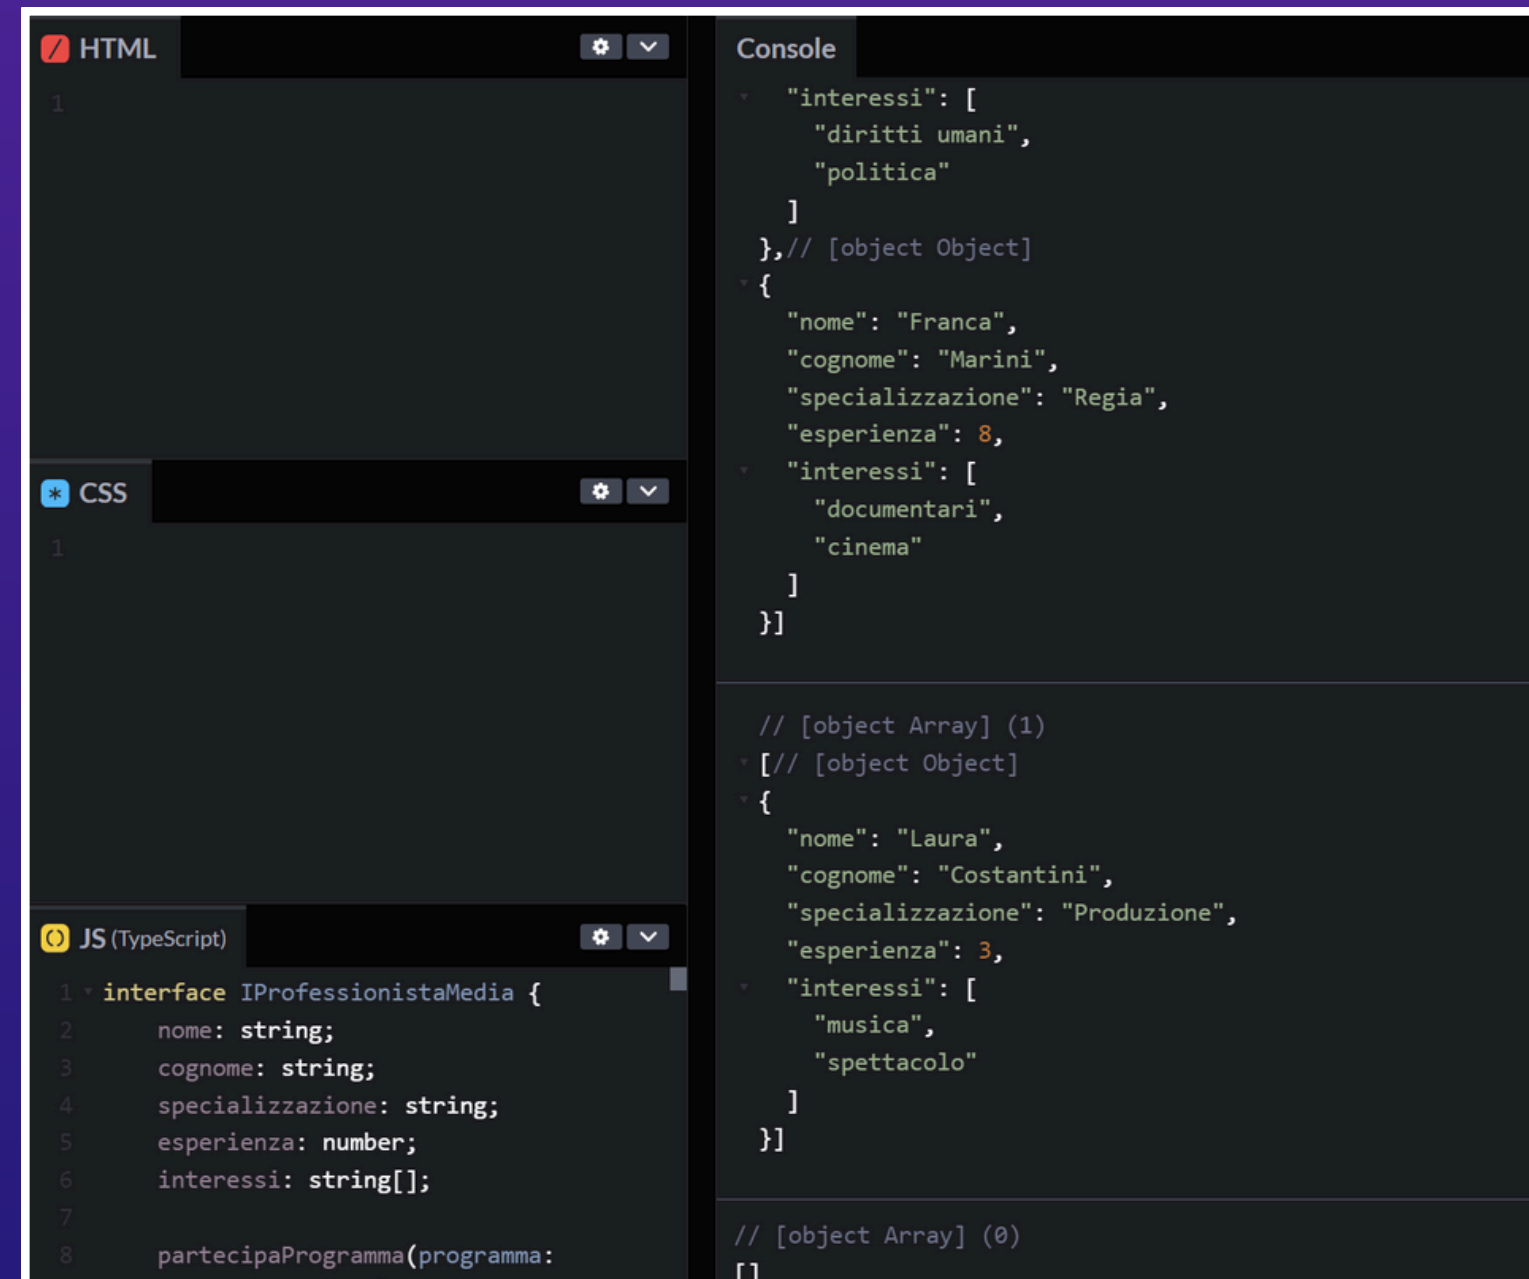 HTML
1
CSS
1
JS (TypeScript)
1 interface IProfessionistaMedia {
2 nome: string;
3 cognome: string;
4 specializzazione: string;
5 esperienza: number;
6 interessi: string[];
7
8 partecipaProgramma(programma:
Console
"interessi": [
"diritti umani",
"politica"
]
},// [object Object]
{
"nome": "Franca",
"cognome": "Marini",
"specializzazione": "Regia",
"esperienza": 8,
"interessi": [
"documentari",
"cinema"
]
}]
// [object Array] (1)
[// [object Object]
{
"nome": "Laura",
"cognome": "Costantini",
"specializzazione": "Produzione",
"esperienza": 3,
"interessi": [
"musica",
"spettacolo"
]
}]
// [object Array] (0)
[]